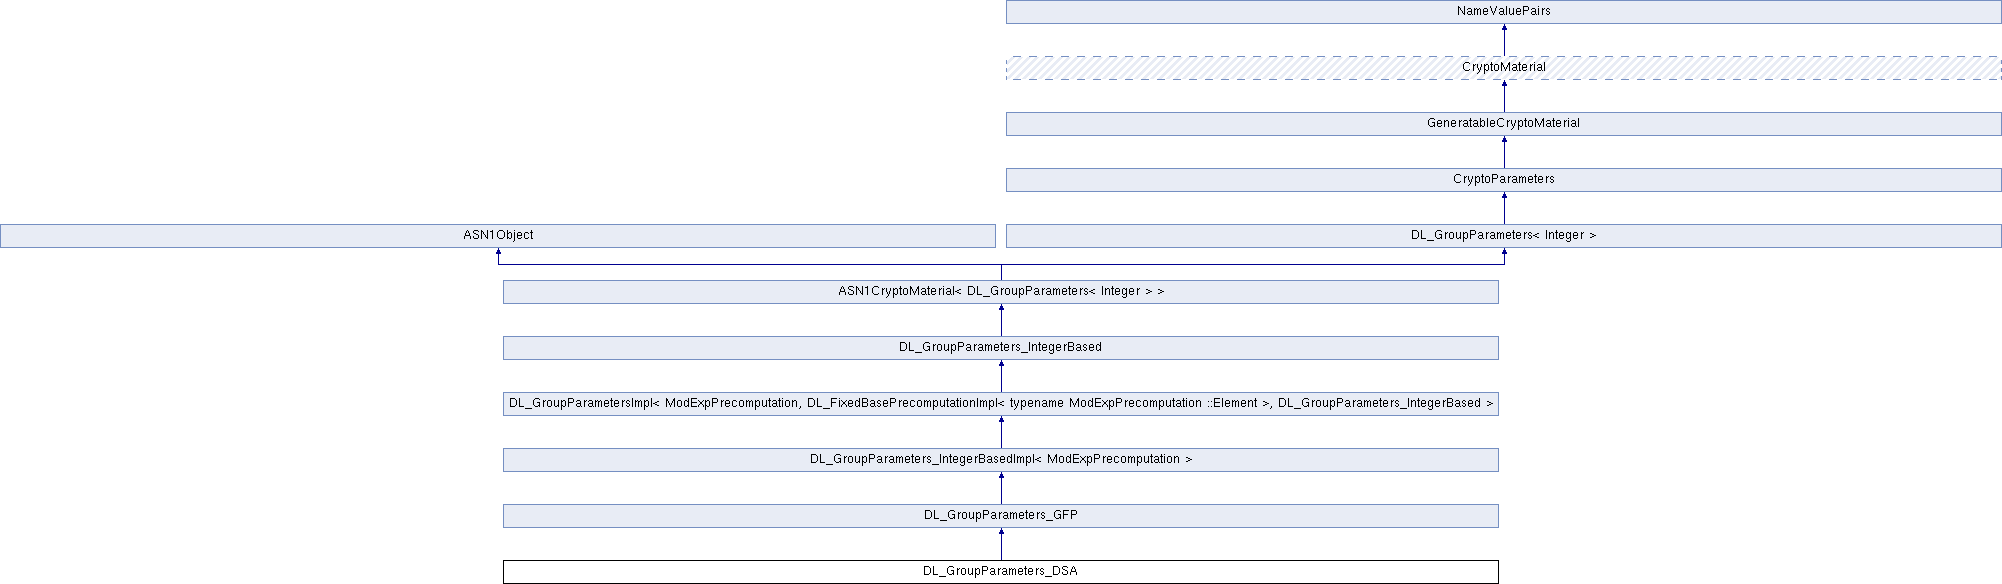 NameValuePairs
CryptoMaterial
GeneratableCryptoMaterial
CryptoParameters
ASN1Object
DL_GroupParameters< Integer >
ASN1CryptoMaterial< DL_GroupParameters< Integer > >
DL_GroupParameters_IntegerBased
DL_GroupParametersImpl< ModExpPrecomputation, DL_FixedBasePrecomputationImpl< typename ModExpPrecomputation ::Element >, DL_GroupParameters_IntegerBased >
DL_GroupParameters_IntegerBasedImpl< ModExpPrecomputation >
DL_GroupParameters_GFP
DL_GroupParameters_DSA